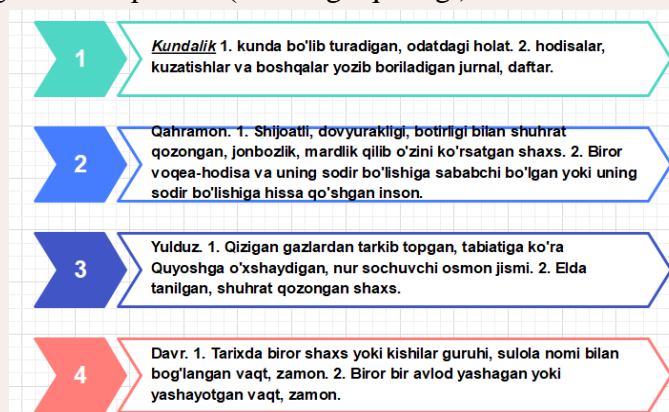 1
Kundalik 1. kunda bo'lib turadigan, odatdagi holat. 2. hodisalar,
kuzatishlar va boshqalar yozib boriladigan jurnal, daftar.
2
Qahramon. 1. Shijoatli, dovyurakligi, botirligi bilan shuhrat
qozongan, jonbozlik, mardlik qilib o'zini ko'rsatgan shaxs. 2. Biror
voqea-hodisa va uning sodir bo'lishiga sababchi bo'lgan yoki uning
sodir bo'lishiga hissa qo'shgan inson.
3
Yulduz. 1. Qizigan gazlardan tarkib topgan, tabiatiga ko'ra
Quyoshga o'xshaydigan, nur sochuvchi osmon jismi. 2. Elda
tanilgan, shuhrat qozongan shaxs.
4
Davr. 1. Tarixda biror shaxs yoki kishilar guruhi, sulola nomi bilan
bog'langan vaqt, zamon. 2. Biror bir avlod yashagan yoki
yashayotgan vaqt, zamon.